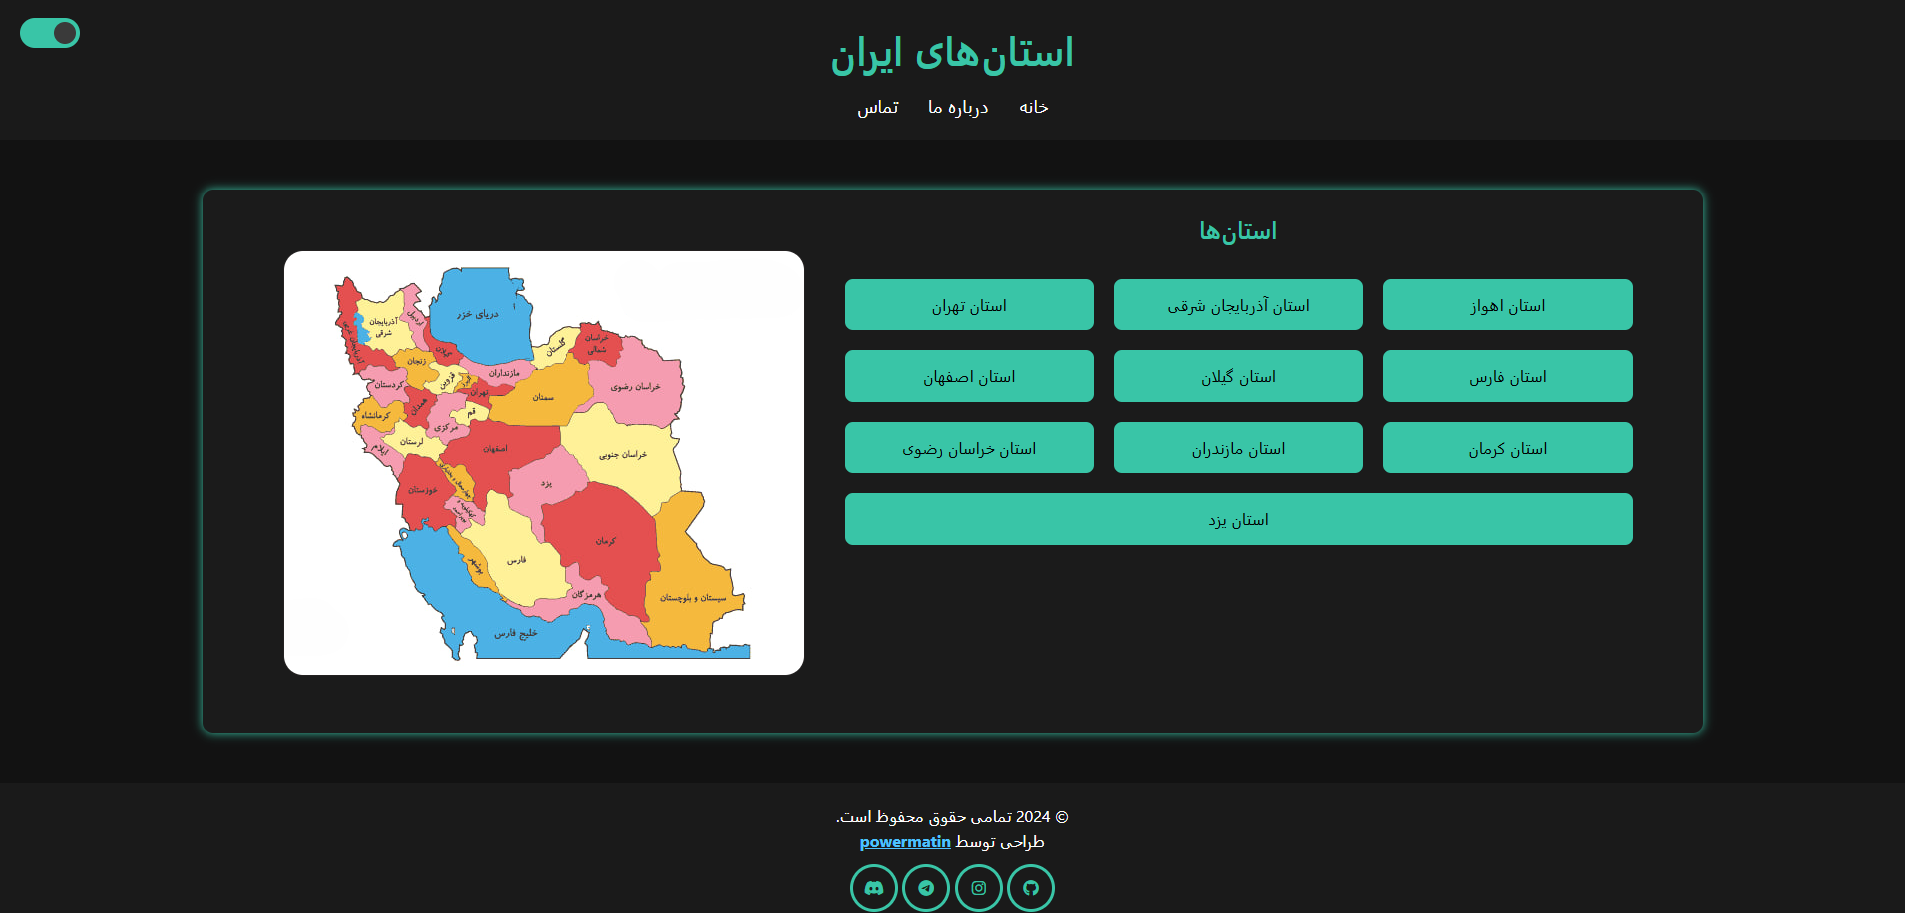 استان‌های ایران
خانه درباره ما تماس
استان‌ها
استان اهواز استان آذربایجان شرقی استان تهران
استان فارس استان گیلان استان اصفهان
استان کرمان استان مازندران استان خراسان رضوی
استان یزد
دریای خزر
آذربایجان
شرقی
اردبیل
آذربایجان غربی
گیلان
زنجان
گلستان
خراسان
شمالی
مازنداران
خراسان رضوی
کردستان
قزوین
البرز
تهران
سمنان
همدان
قم
کرمانشاه
مرکزی
لرستان
ایلام
اصفهان
خراسان جنوبی
یزد
خوزستان
چهارمحال و بختیاری
کرمان
فارس
بوشهر
هرمزگان
سیستان و بلوچستان
خلیج فارس
© 2024 تمامی حقوق محفوظ است.
طراحی توسط powermatin